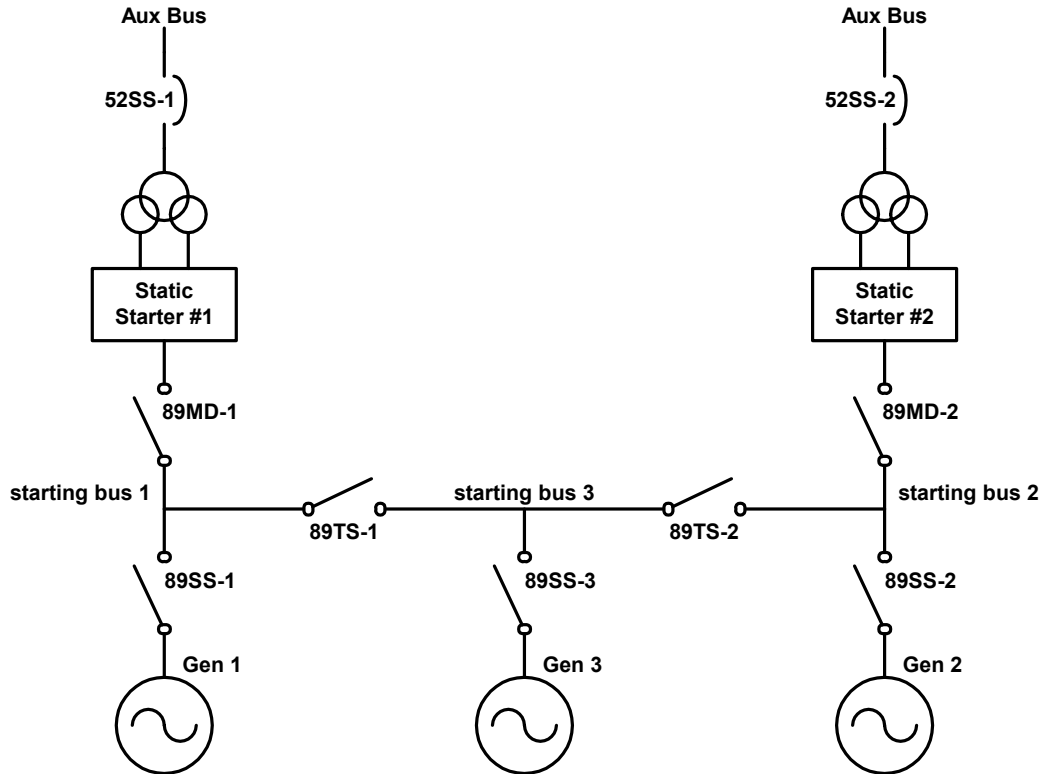 Aux Bus
Aux Bus
52SS-1
52SS-2
Static
Starter #1
Static
Starter #2
89MD-1
89MD-2
starting bus 1
starting bus 3
starting bus 2
89TS-1
89TS-2
89SS-1
89SS-3
89SS-2
Gen 1
Gen 3
Gen 2